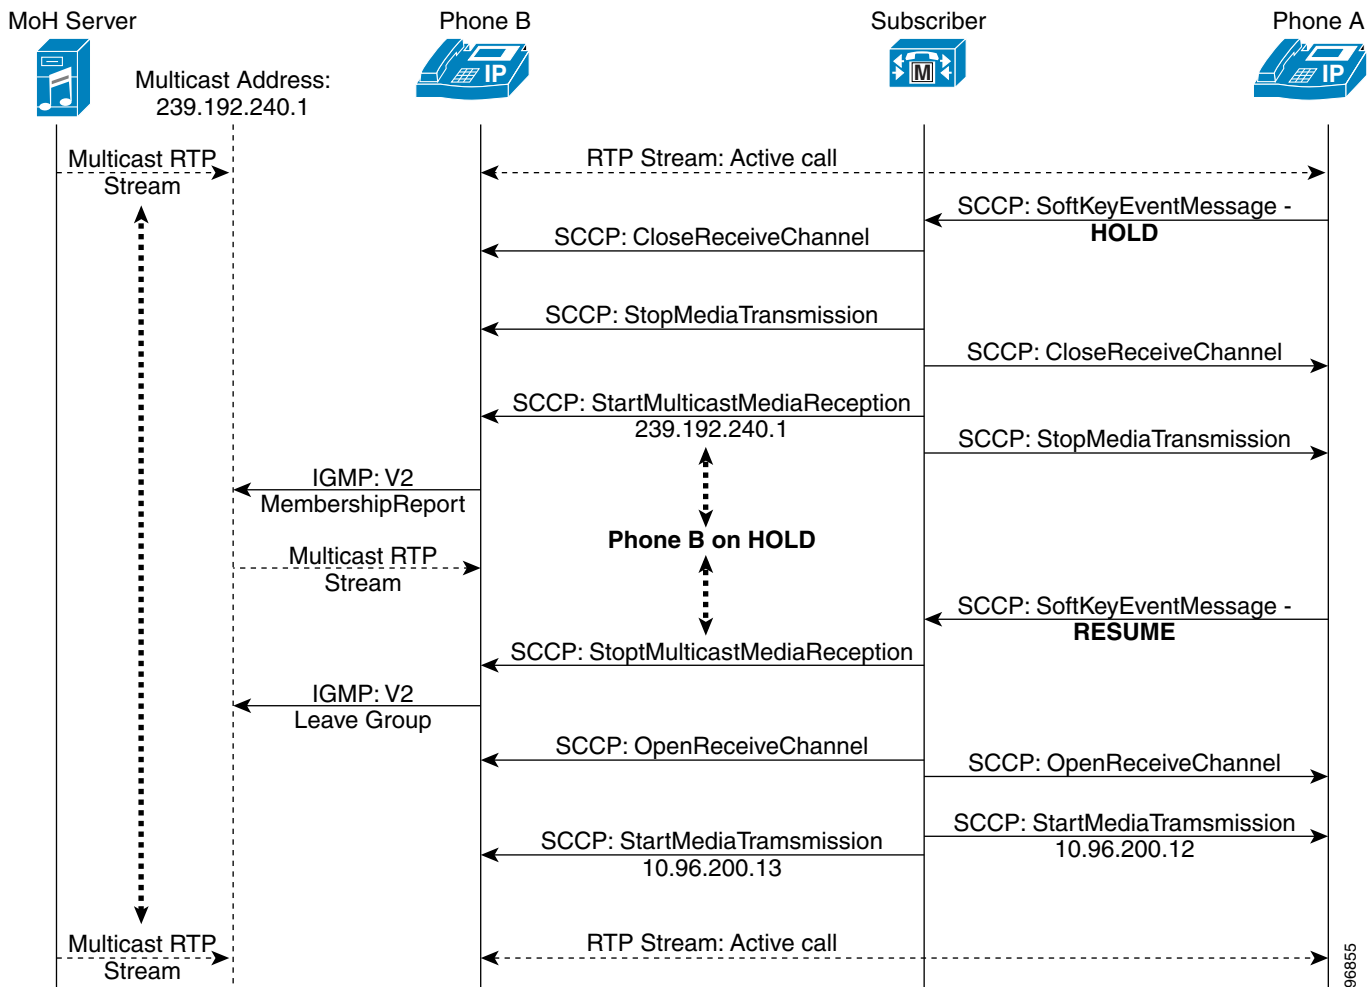 MoH Server
Phone B
Subscriber
Phone A
IP
M
IP
Multicast Address:
239.192.240.1
Multicast RTP
Stream
RTP Stream: Active call
SCCP: SoftKeyEventMessage -
HOLD
SCCP: CloseReceiveChannel
SCCP: StopMediaTransmission
SCCP: CloseReceiveChannel
SCCP: StartMulticastMediaReception
239.192.240.1
SCCP: StopMediaTransmission
IGMP: V2
MembershipReport
Phone B on HOLD
Multicast RTP
Stream
SCCP: SoftKeyEventMessage -
RESUME
SCCP: StoptMulticastMediaReception
IGMP: V2
Leave Group
SCCP: OpenReceiveChannel
SCCP: OpenReceiveChannel
SCCP: StartMediaTramsmission
10.96.200.12
SCCP: StartMediaTramsmission
10.96.200.13
Multicast RTP
Stream
RTP Stream: Active call
96855